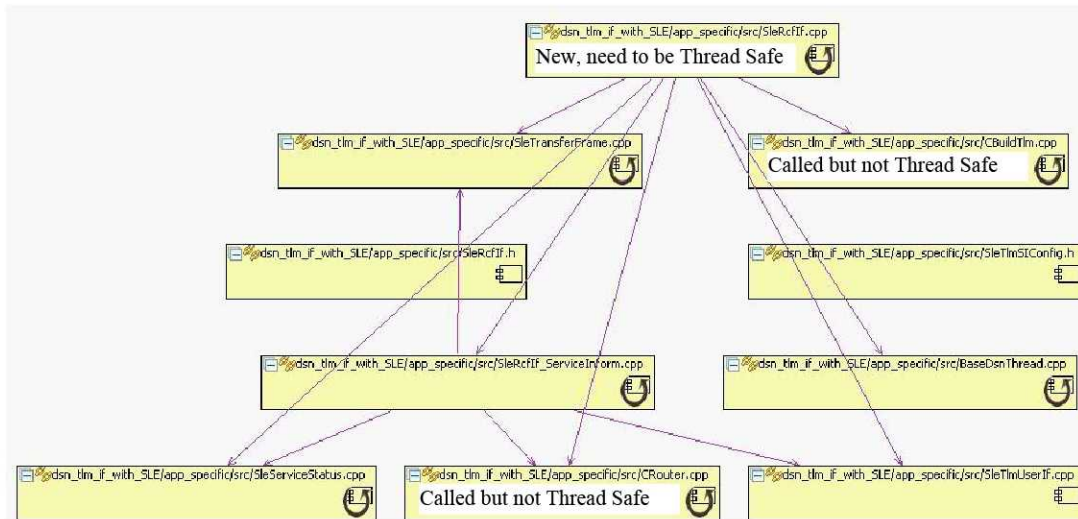 dsn_tlm_if_with_SLE/app_specific/src/SleRcfIf.cpp
New, need to be Thread Safe
dsn_tlm_if_with_SLE/app_specific/src/SleTransferFrame.cpp
dsn_tlm_if_with_SLE/app_specific/src/CBuildTlm.cpp
Called but not Thread Safe
dsn_tlm_if_with_SLE/app_specific/src/SleRcfIf.h
dsn_tlm_if_with_SLE/app_specific/src/SleTlmSIConfig.h
dsn_tlm_if_with_SLE/app_specific/src/SleRcfIf_ServiceInform.cpp
dsn_tlm_if_with_SLE/app_specific/src/BaseDsnThread.cpp
dsn_tlm_if_with_SLE/app_specific/src/SleServiceStatus.cpp
dsn_tlm_if_with_SLE/app_specific/src/CRouter.cpp
Called but not Thread Safe
dsn_tlm_if_with_SLE/app_specific/src/SleTlmUserIf.cpp